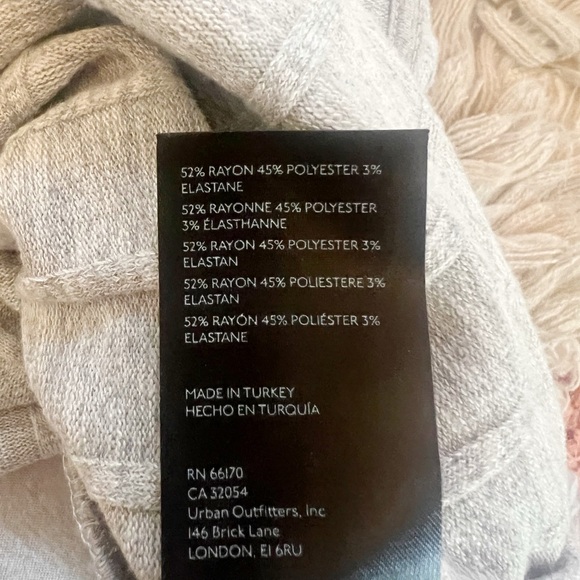 52% RAYON 45% POLYESTER 3%
ELASTANE
52% RAYONNE 45% POLYESTER
3% ÉLASTHANNE
52% RAYON 45% POLYESTER 3%
ELASTAN
52% RAYON 45% POLIESTERE 3%
ELASTAN
52% RAYÓN 45% POLIÉSTER 3%
ELASTANE
MADE IN TURKEY
HECHO EN TURQUÍA
RN 66170
CA 32054
Urban Outfitters, Inc
146 Brick Lane
LONDON, E1 6RU